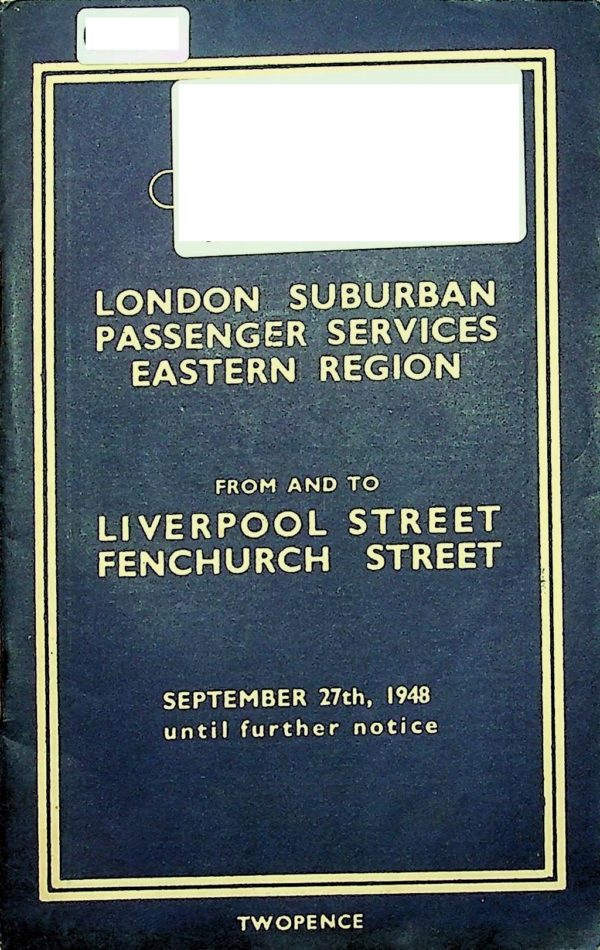 LONDON SUBURBAN
PASSENGER SERVICES
EASTERN REGION
FROM AND TO
LIVERPOOL STREET
FENCHURCH STREET
SEPTEMBER 27th, 1948
until further notice
TWOPENCE